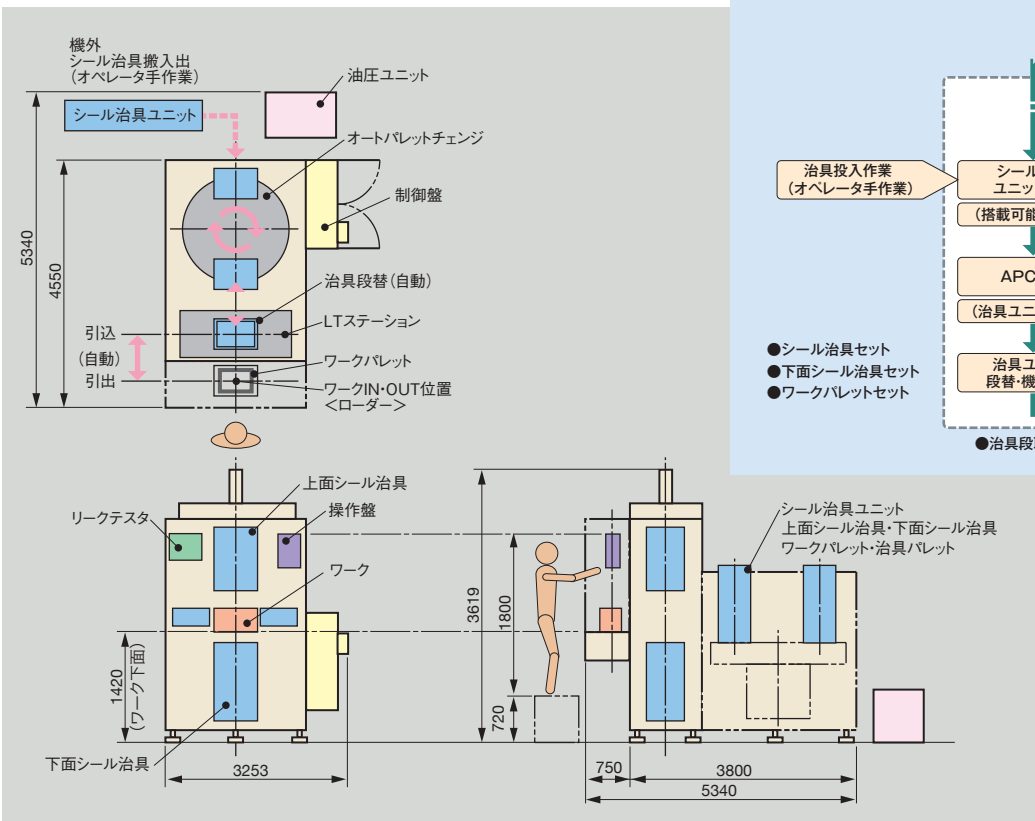 機外
シール治具搬入出
(オペレータ手作業)
シール治具ユニット
油圧ユニット
オートパレットチェンジ
制御盤
治具段替(自動)
LTステーション
ワークパレット
ワークIN・OUT位置
<ローダー>
引込
(自動)
引出
5340
4550
治具投入作業
(オペレータ手作業)
シール
ユニッ
(搭載可能
APC
(治具ユニ
治具ユ
段替・機
●シール治具セット
●下面シール治具セット
●ワークパレットセット
●治具段
リークテスタ
上面シール治具
操作盤
ワーク
1420
(ワーク下面)
下面シール治具
3253
シール治具ユニット
上面シール治具・下面シール治具
ワークパレット・治具パレット
3619
1800
720
750
3800
5340